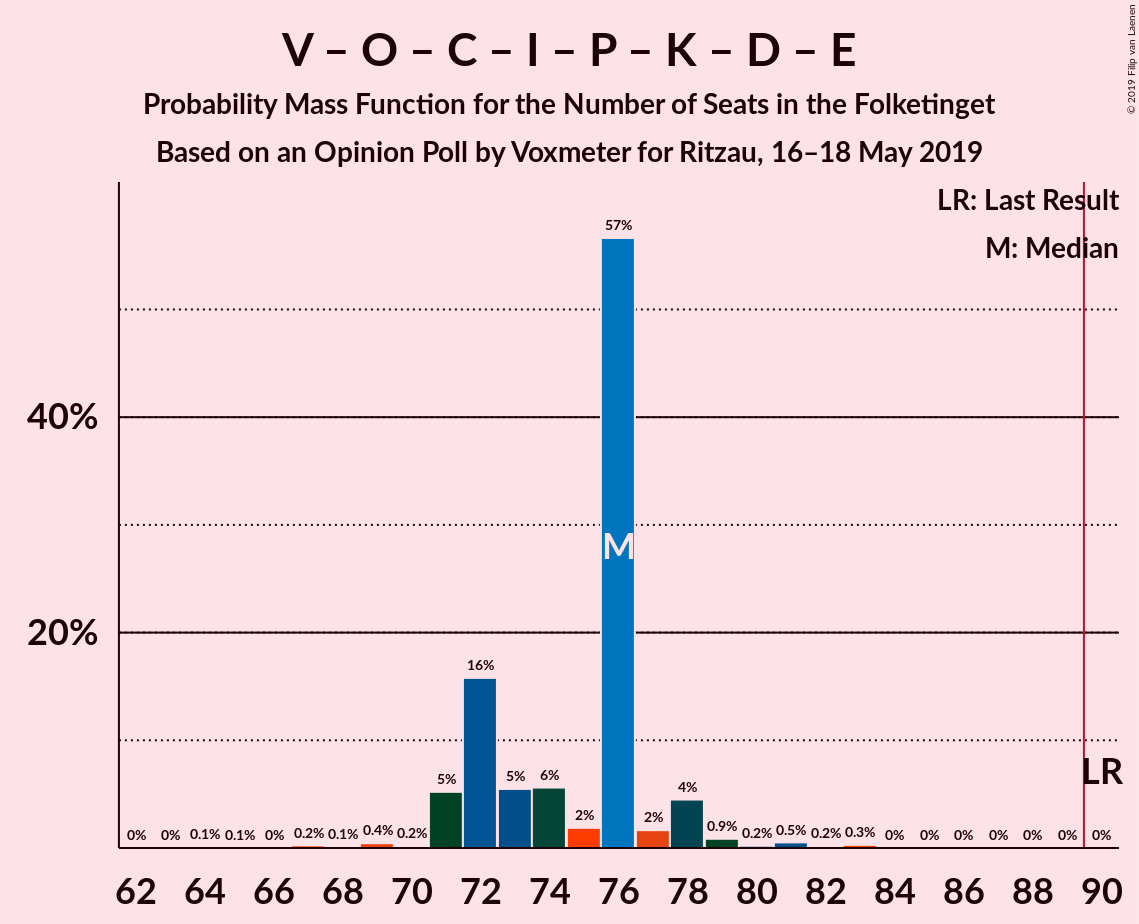 V – O – C – I – P – K – D – E
Probability Mass Function for the Number of Seats in the Folketinget
Based on an Opinion Poll by Voxmeter for Ritzau, 16–18 May 2019
© 2019 Filip van Laenen
LR: Last Result
M: Median
57%
40%
M
20%
16%
5% 5% 6% 2% 2% 4%
LR
0% 0% 0.1% 0.1% 0% 0.2% 0.1% 0.4% 0.2% 0.9% 0.2% 0.5% 0.2% 0.3% 0% 0% 0% 0% 0% 0% 0%
62 64 66 68 70 72 74 76 78 80 82 84 86 88 90